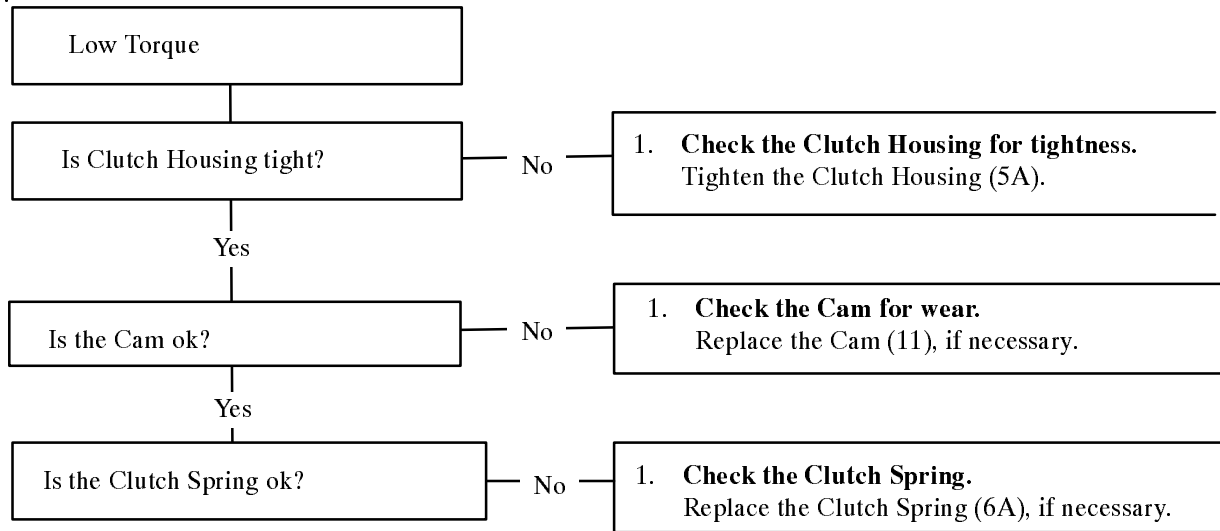 Low Torque
Is Clutch Housing tight?
No
1. Check the Clutch Housing for tightness.
Tighten the Clutch Housing (5A).
Yes
Is the Cam ok?
No
1. Check the Cam for wear.
Replace the Cam (11), if necessary.
Yes
Is the Clutch Spring ok?
No
1. Check the Clutch Spring.
Replace the Clutch Spring (6A), if necessary.